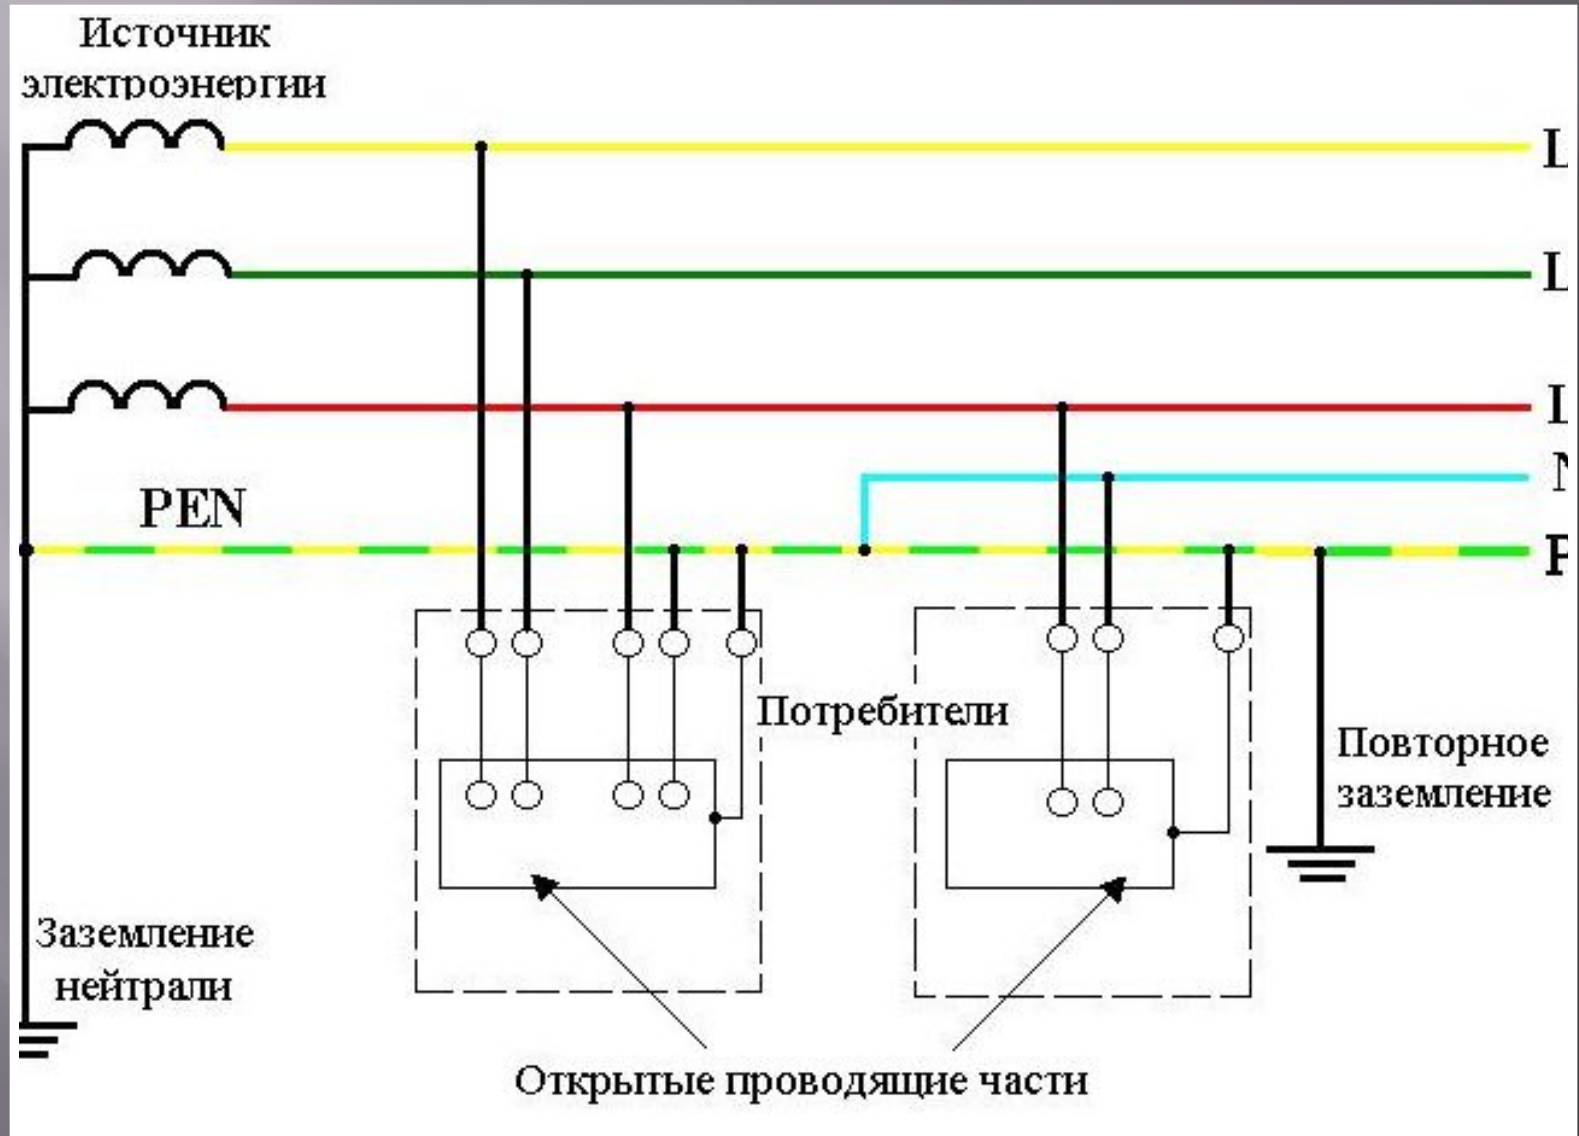 Источник
электроэнергии
L
L
L
N
PEN
P
Потребители
Повторное
заземление
Заземление
нейтрали
Открытые проводящие части